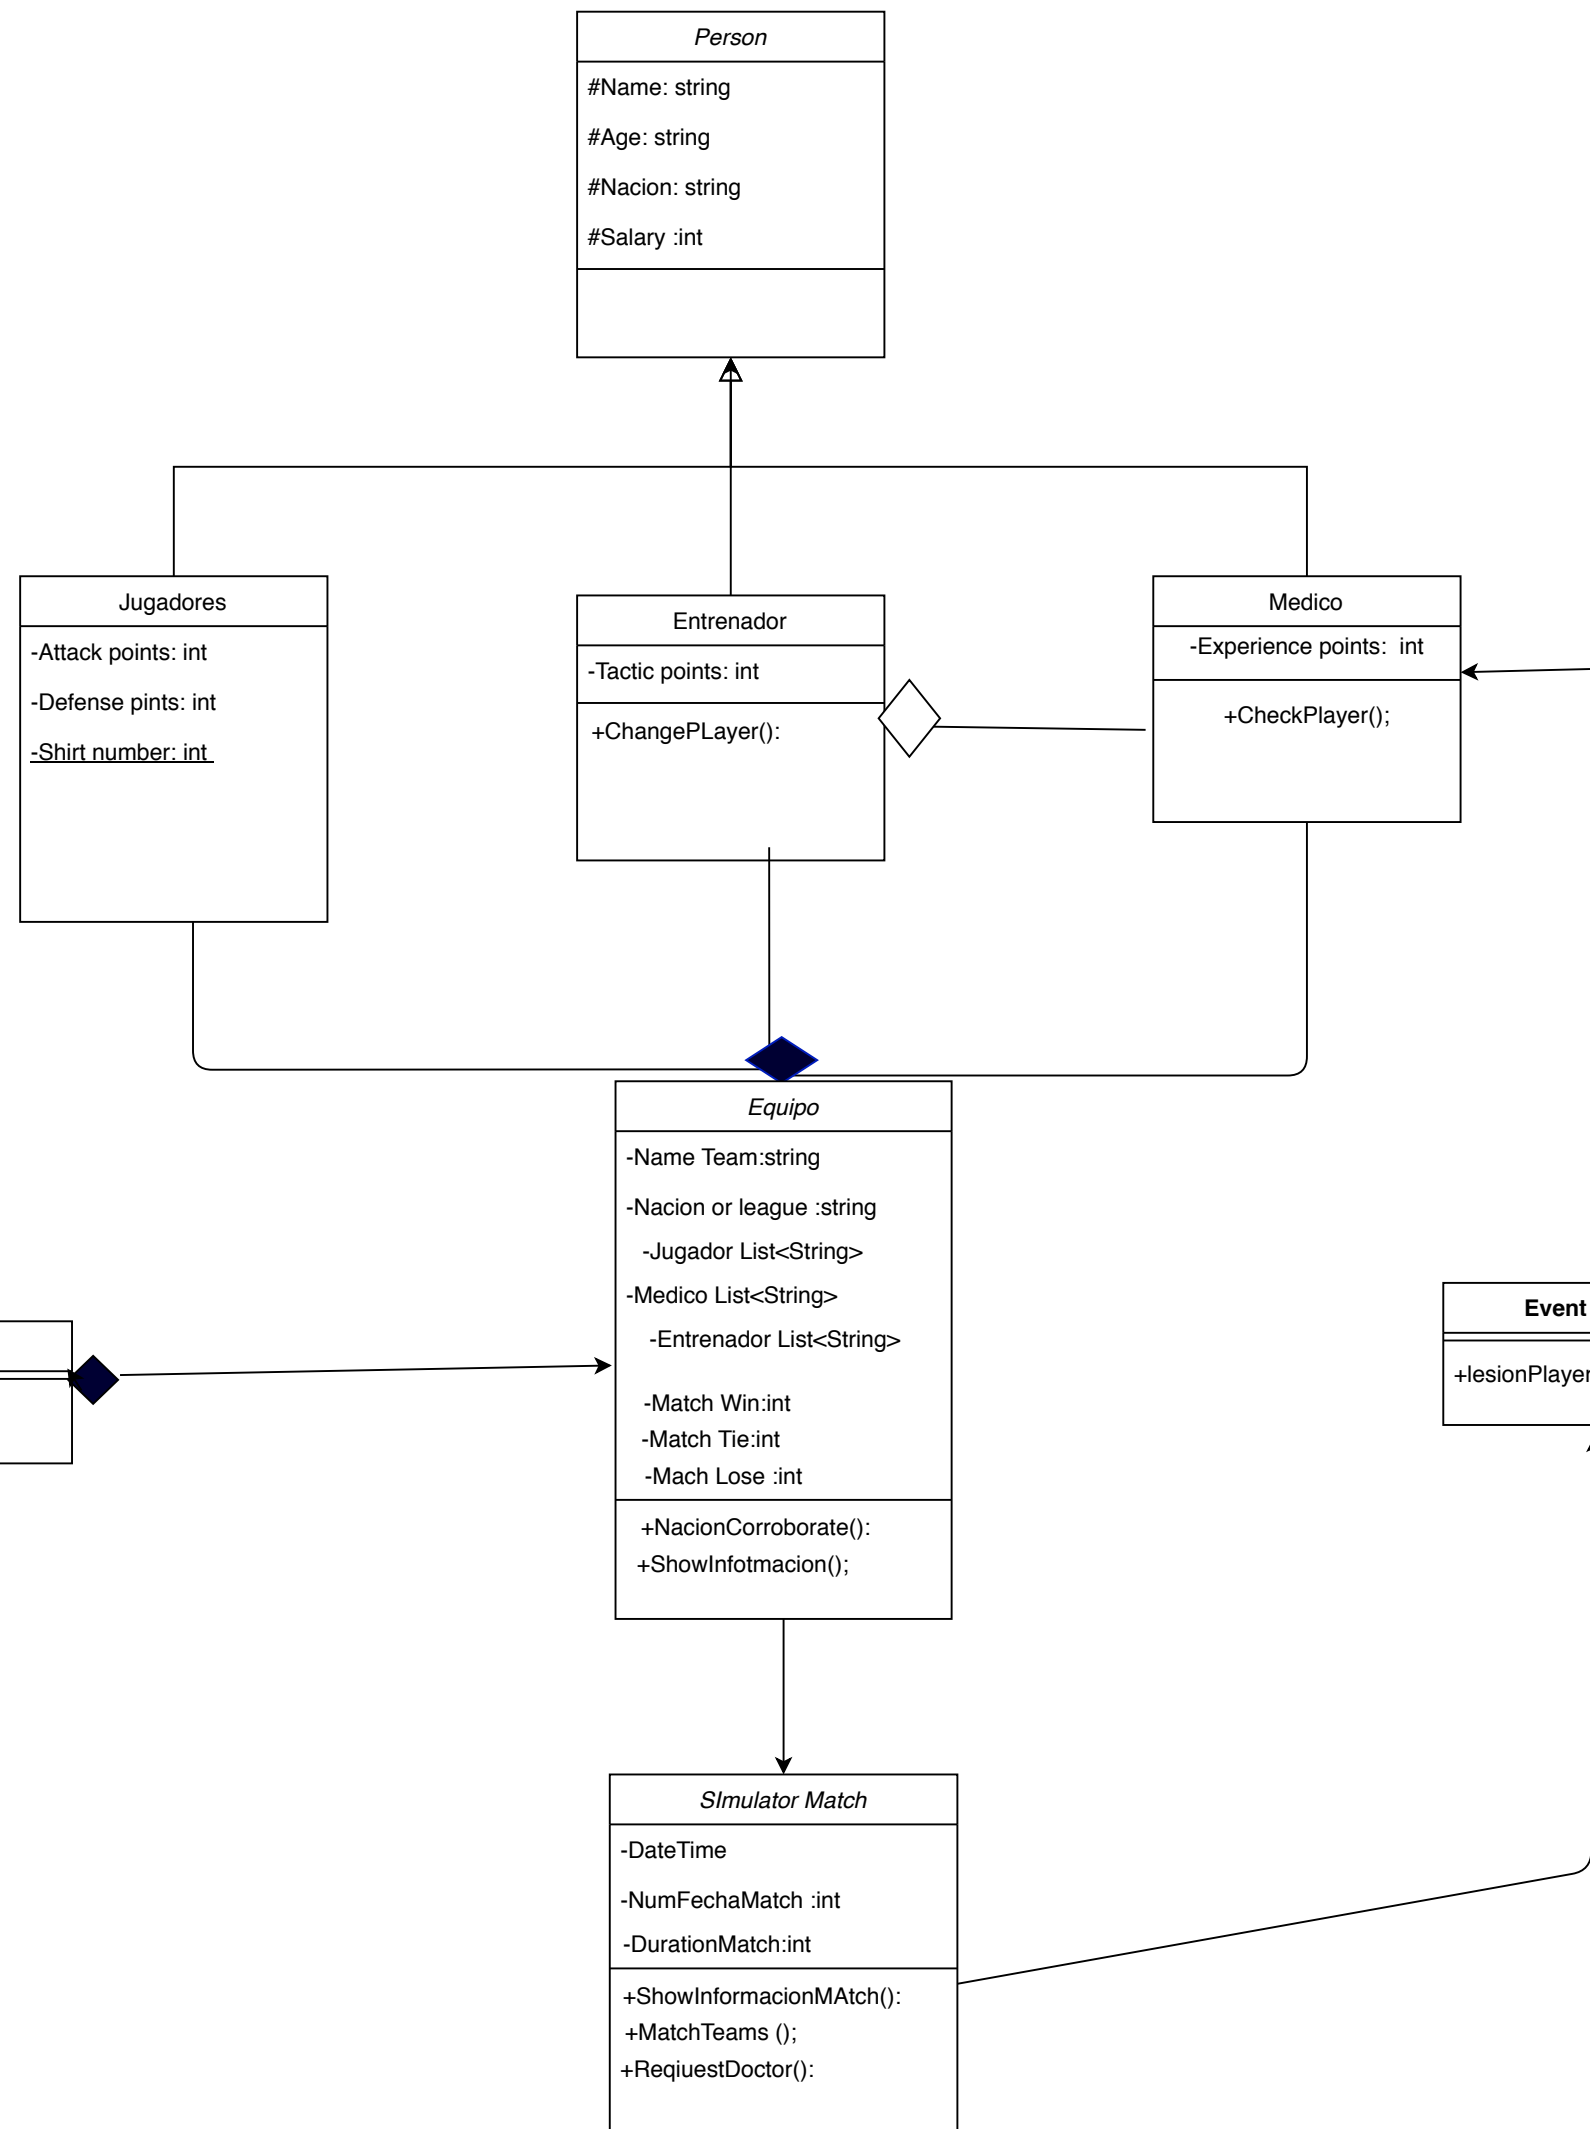 Person
#Name: string
#Age: string
#Nacion: string
#Salary :int
Jugadores
-Attack points: int
-Defense pints: int
-Shirt number: int
Entrenador
-Tactic points: int
+ChangePLayer():
Medico
-Experience points:  int
+CheckPlayer();
Equipo
-Name Team:string
-Nacion or league :string
-Jugador List<String>
-Medico List<String>
-Entrenador List<String>
-Match Win:int
-Match Tie:int
-Mach Lose :int
+NacionCorroborate():
+ShowInfotmacion();
Event
+lesionPlayer
SImulator Match
-DateTime
-NumFechaMatch :int
-DurationMatch:int
+ShowInformacionMAtch():
+MatchTeams ();
+ReqiuestDoctor():